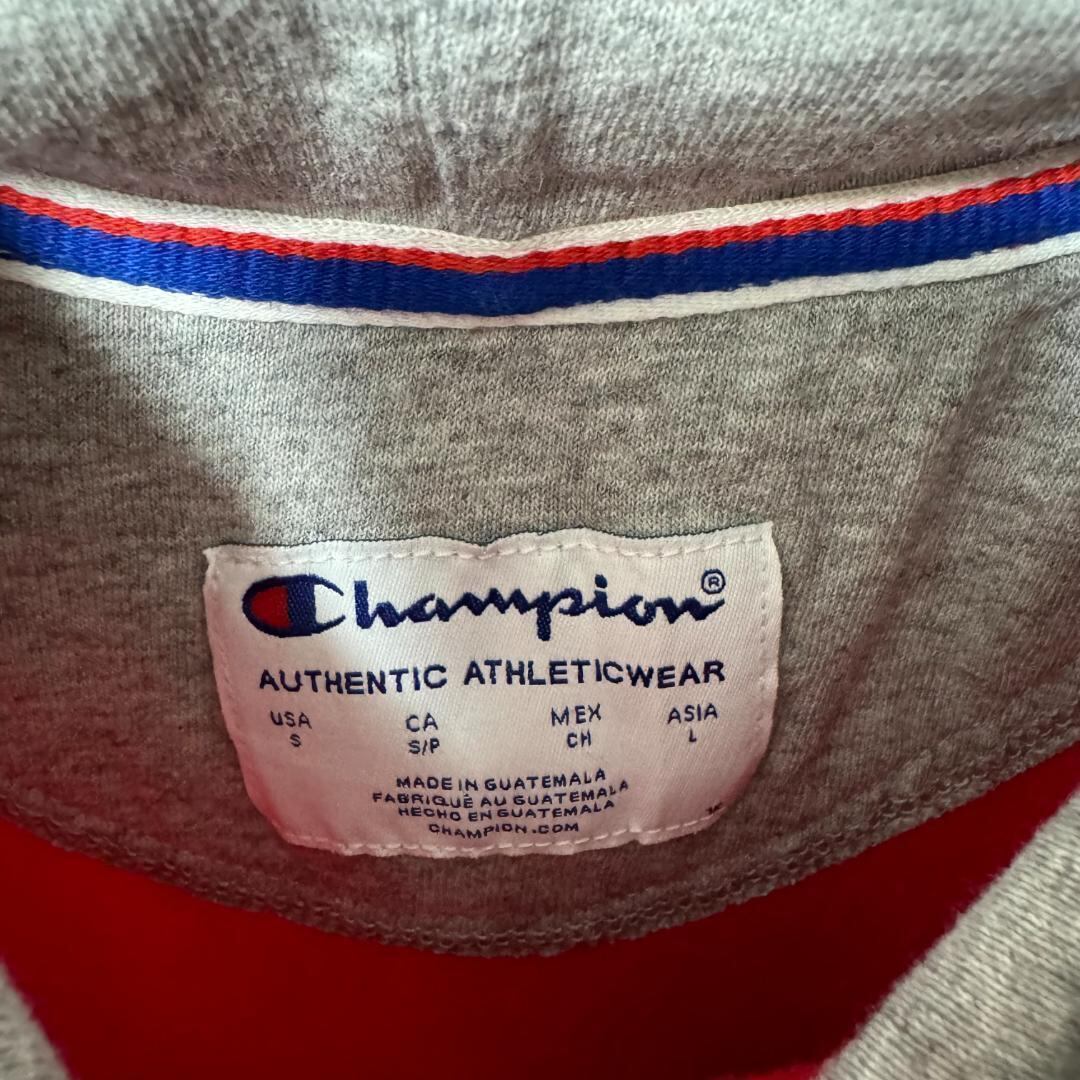 Champion®
AUTHENTIC ATHLETICWEAR
USA CA MEX ASIA
S S/P CH L
MADE IN GUATEMALA
FABRIQUÉ AU GUATEMALA
HECHO EN GUATEMALA
CHAMPION.COM